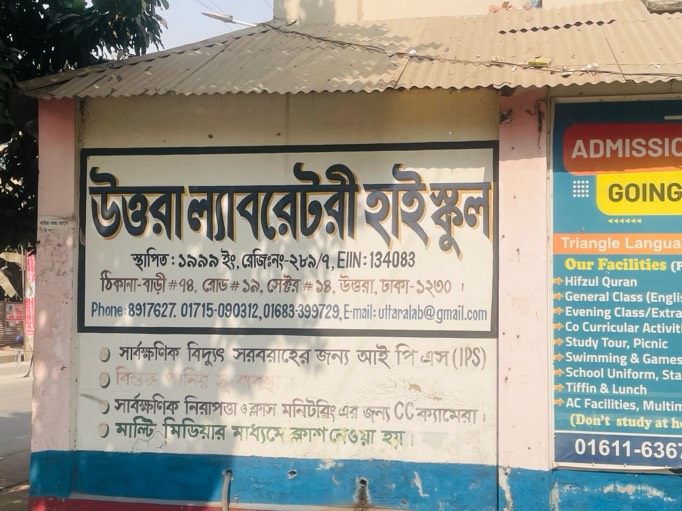 উত্তরা ল্যাবরেটরী হাই স্কুল
স্থাপিত : ১৯৯৯ ইং, রেজিঃনং-২৮৯/৭, EIIN: 134083
ঠিকানা-বাড়ী #৭৪, রোড #১৯, সেক্টর #১৪, উত্তরা, ঢাকা-১২৩০ ।
Phone: 8917627. 01715-090312,01683-399729, E-mail: uttaralab@gmail.com
সার্বক্ষণিক বিদ্যুৎ সরবরাহের জন্য আই পি এস (IPS)
বিশুদ্ধ পানির সু-ব্যবস্থা ।
সার্বক্ষণিক নিরাপত্তা ও ক্লাস মনিটরিং এর জন্য CC ক্যামেরা ।
মাল্টি মিডিয়ার মাধ্যমে ক্লাশ নেওয়া হয় ।
ADMISSIO
GOING
Triangle Langua
Our Facilities (P
Hifzul Quran
General Class (Englis
Evening Class/Extra
Co Curricular Activiti
Study Tour, Picnic
Swimming & Games
School Uniform, Sta
Tiffin & Lunch
AC Facilities, Multim
(Don't study at ho
01611-6367